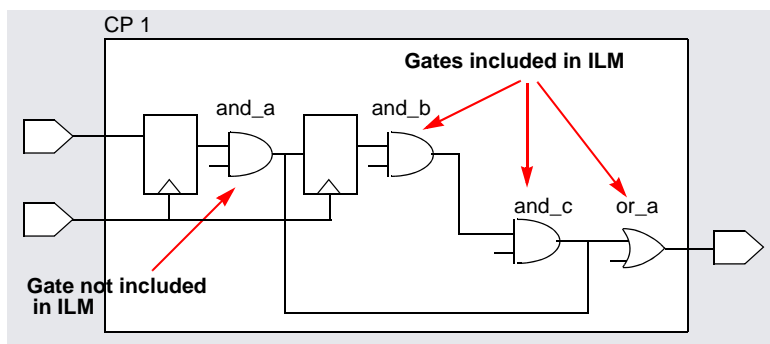 CP 1
Gates included in ILM
and_a
and_b
and_c
or_a
Gate not included
in ILM